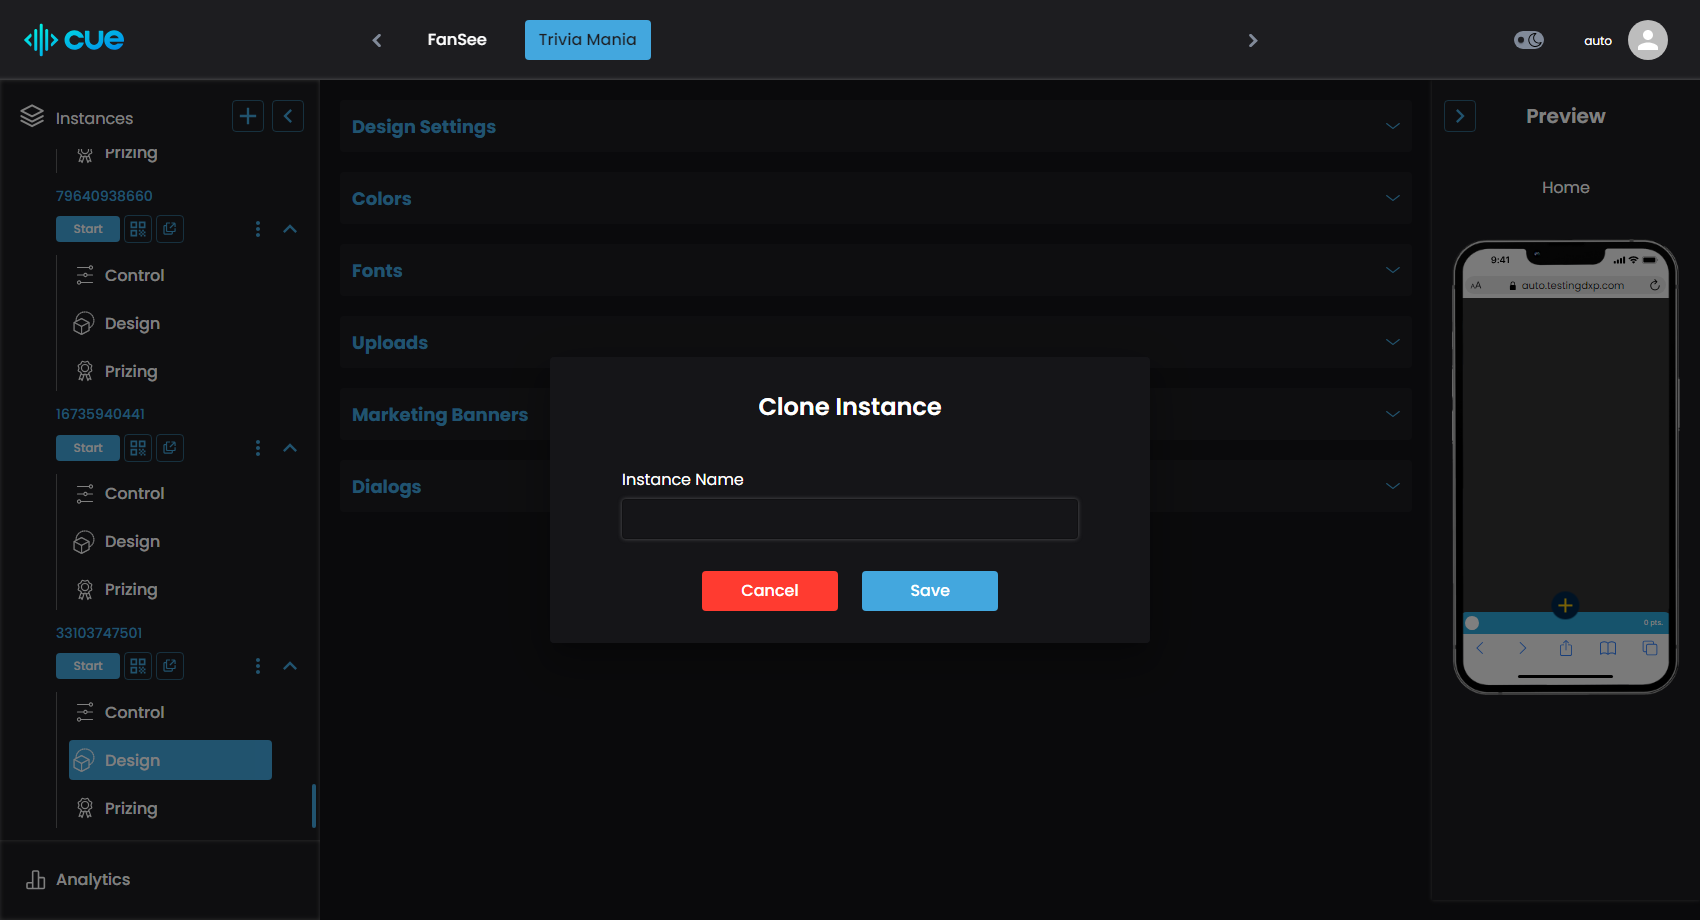 cue
FanSee
Trivia Mania
auto
Instances
Prizing
79640938660
Start
Control
Design
Prizing
16735940441
Start
Control
Design
Prizing
33103747501
Start
Control
Design
Prizing
Analytics
Design Settings
Colors
Fonts
Uploads
Marketing Banners
Dialogs
Clone Instance
Instance Name
Cancel
Save
Preview
Home
9:41
AA auto.testingdxp.com
0 pts.